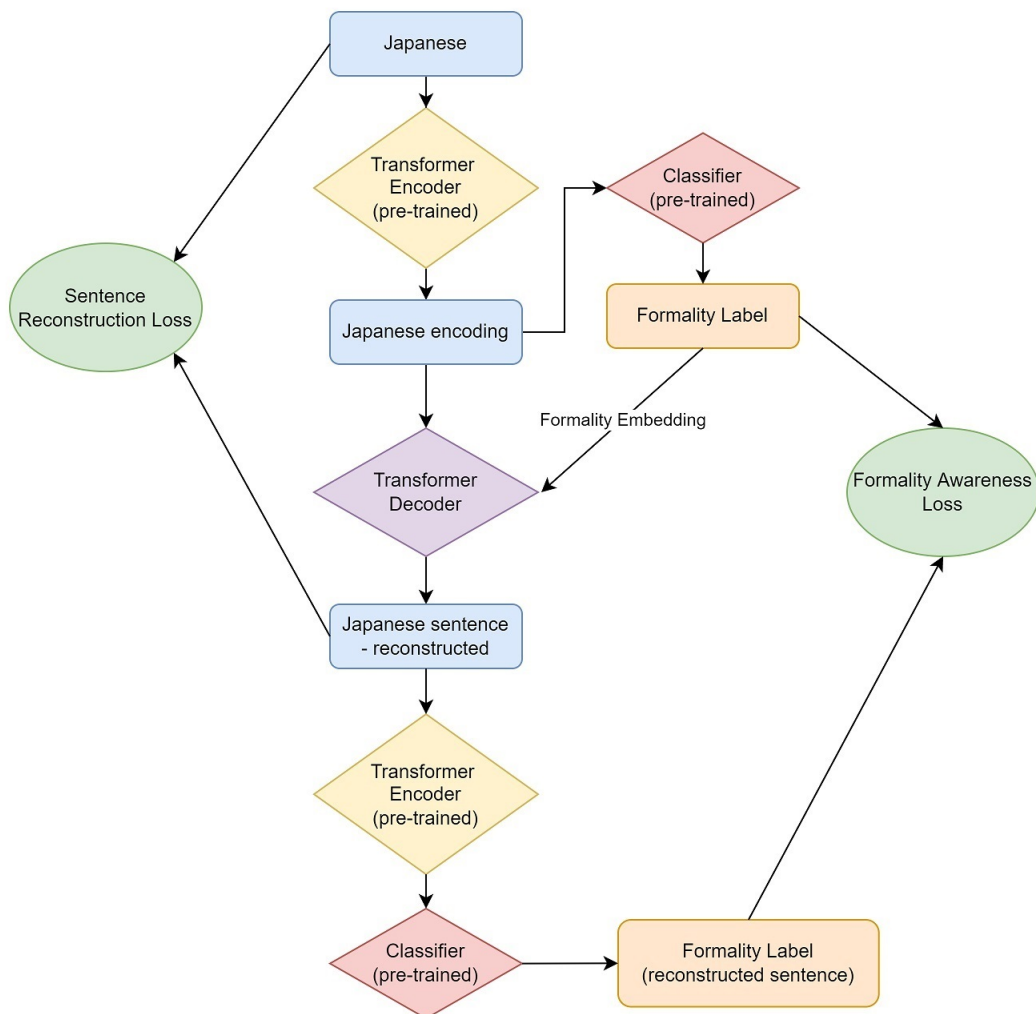 Japanese
Transformer
Encoder
(pre-trained)
Classifier
(pre-trained)
Sentence
Reconstruction Loss
Japanese encoding
Formality Label
Formality Embedding
Transformer
Decoder
Formality Awareness
Loss
Japanese sentence
- reconstructed
Transformer
Encoder
(pre-trained)
Classifier
(pre-trained)
Formality Label
(reconstructed sentence)